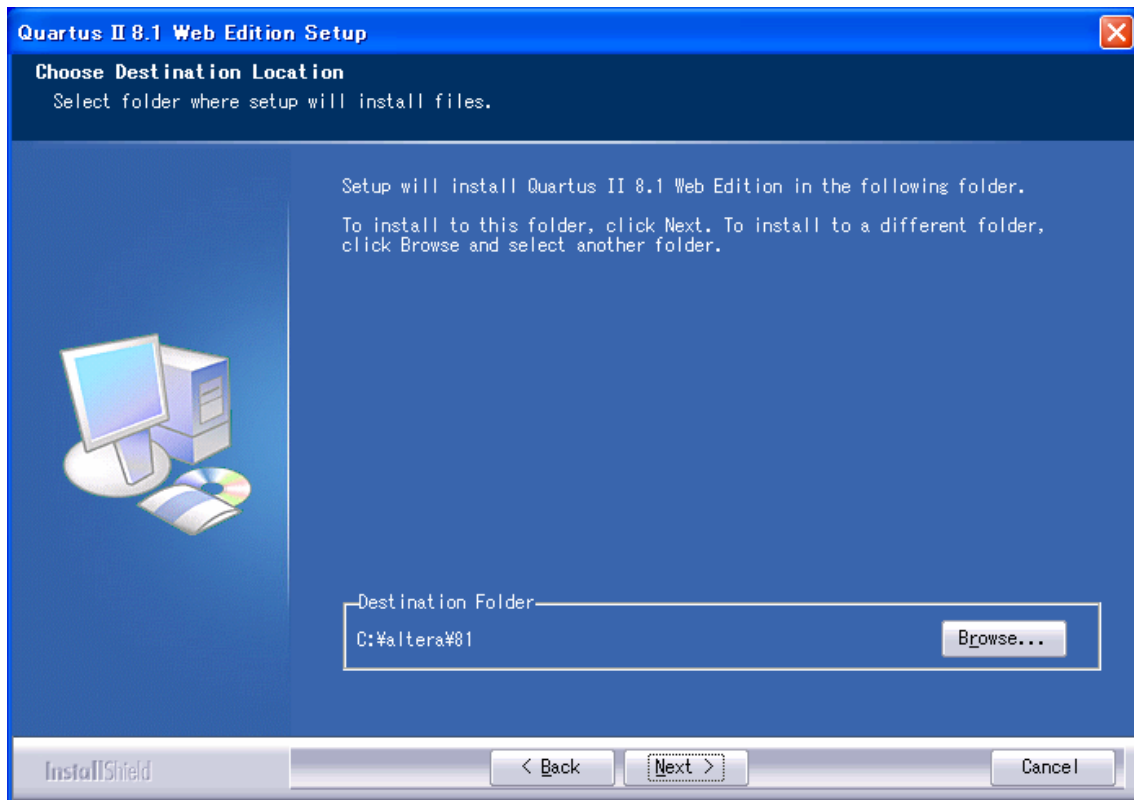 Quartus II 8.1 Web Edition Setup
Choose Destination Location
Select folder where setup will install files.
Setup will install Quartus II 8.1 Web Edition in the following folder.
To install to this folder, click Next. To install to a different folder,
click Browse and select another folder.
Destination Folder
C:¥altera¥81
Browse...
InstallShield
< Back
Next >
Cancel